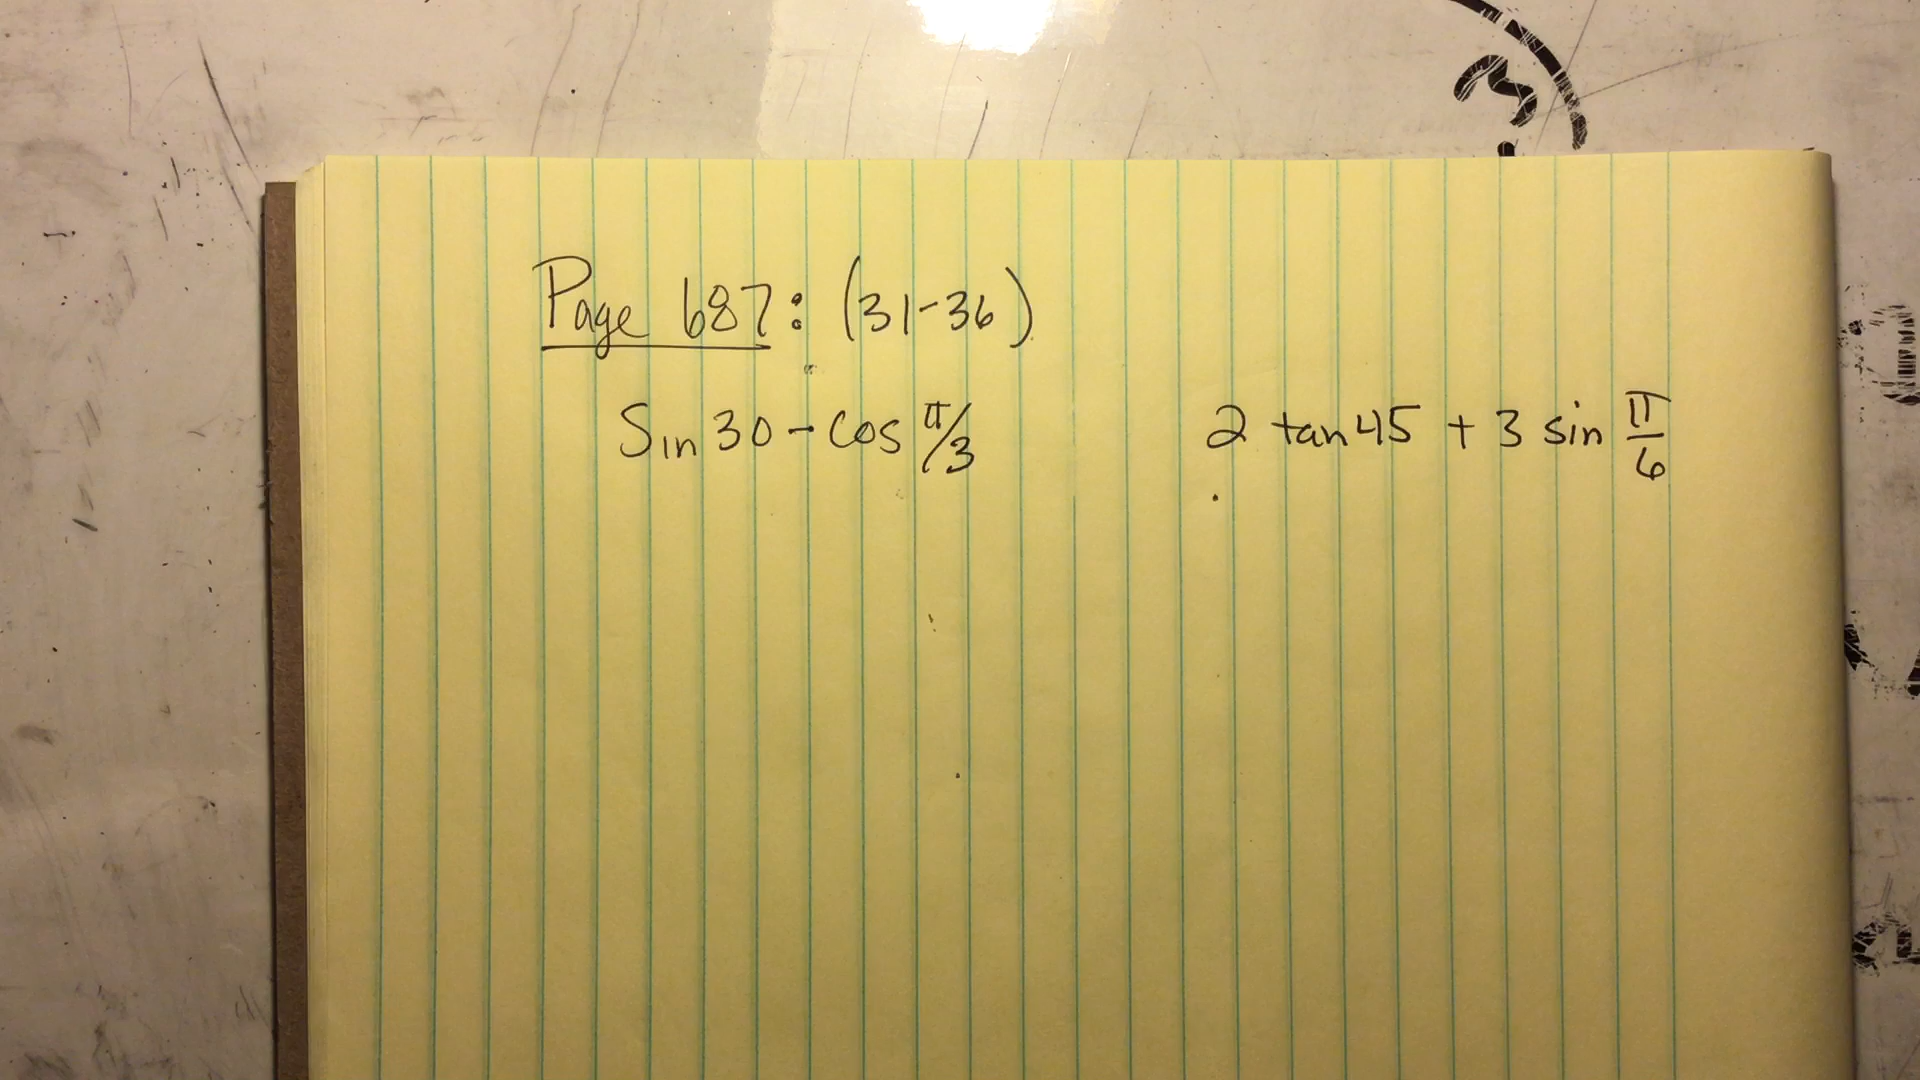 Page 687: (31-36)
Sin 30 - cos π/3
2 tan 45 + 3 sin π/6